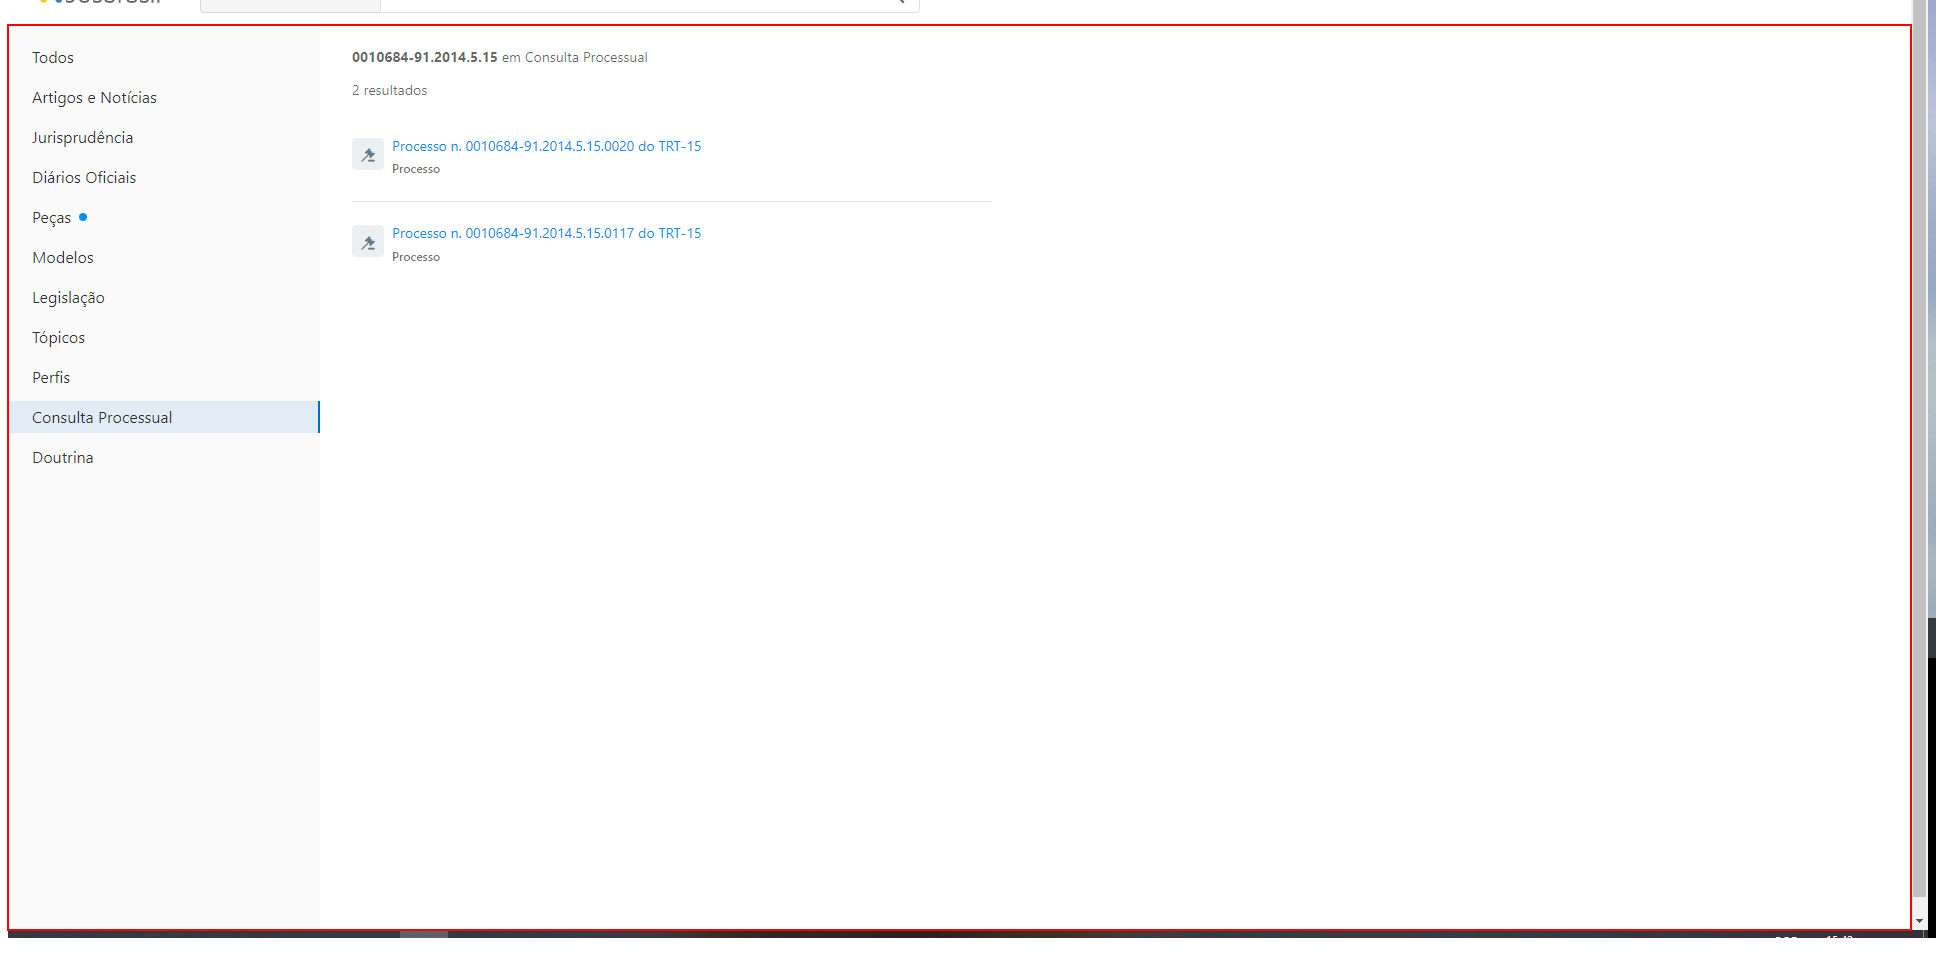 Todos
Artigos e Notícias
Jurisprudência
Diários Oficiais
Peças
Modelos
Legislação
Tópicos
Perfis
Consulta Processual
Doutrina
0010684-91.2014.5.15 em Consulta Processual
2 resultados
Processo n. 0010684-91.2014.5.15.0020 do TRT-15
Processo
Processo n. 0010684-91.2014.5.15.0117 do TRT-15
Processo